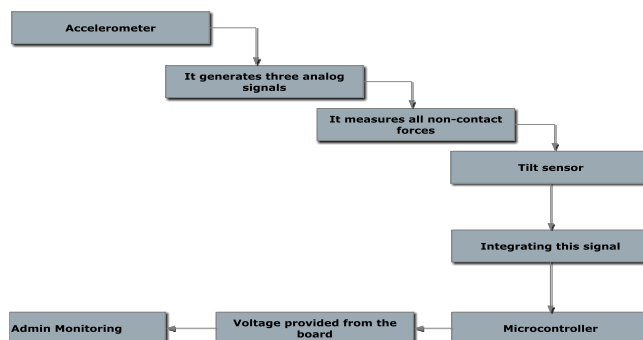 Accelerometer
It generates three analog
signals
It measures all non-contact
forces
Tilt sensor
Integrating this signal
Microcontroller
Voltage provided from the
board
Admin Monitoring